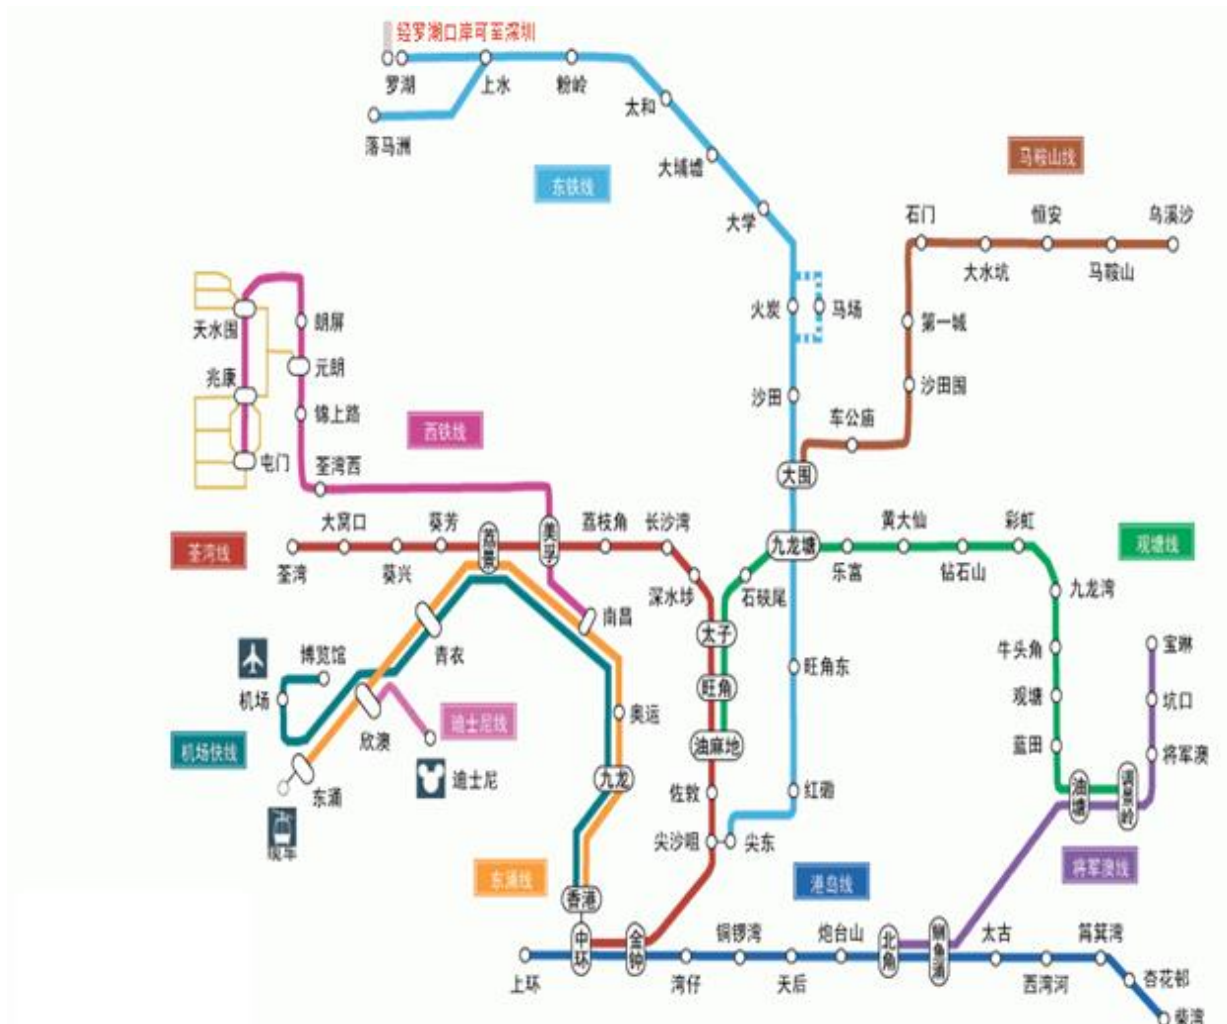 经罗湖口岸可至深圳
罗湖
上水
粉岭
太和
落马洲
大埔墟
东铁线
大学
马鞍山线
石门
恒安
乌溪沙
大水坑
马鞍山
火炭
马场
第一城
沙田
沙田围
车公庙
大围
天水围
朗屏
兆康
元朗
锦上路
屯门
西铁线
荃湾西
荃湾线
荃湾
大窝口
葵兴
葵芳
荔景
美孚
荔枝角
长沙湾
深水埗
石硖尾
九龙塘
乐富
黄大仙
钻石山
彩虹
观塘线
九龙湾
南昌
太子
旺角
油麻地
旺角东
牛头角
观塘
蓝田
宝琳
坑口
将军澳
油塘
调景岭
将军澳线
青衣
博览馆
机场
机场快线
欣澳
迪士尼线
迪士尼
东涌
缆车
奥运
九龙
佐敦
尖沙咀
尖东
红磡
东涌线
港岛线
香港
中环
金钟
上环
湾仔
铜锣湾
天后
炮台山
北角
鲗鱼涌
太古
西湾河
筲箕湾
杏花邨
柴湾